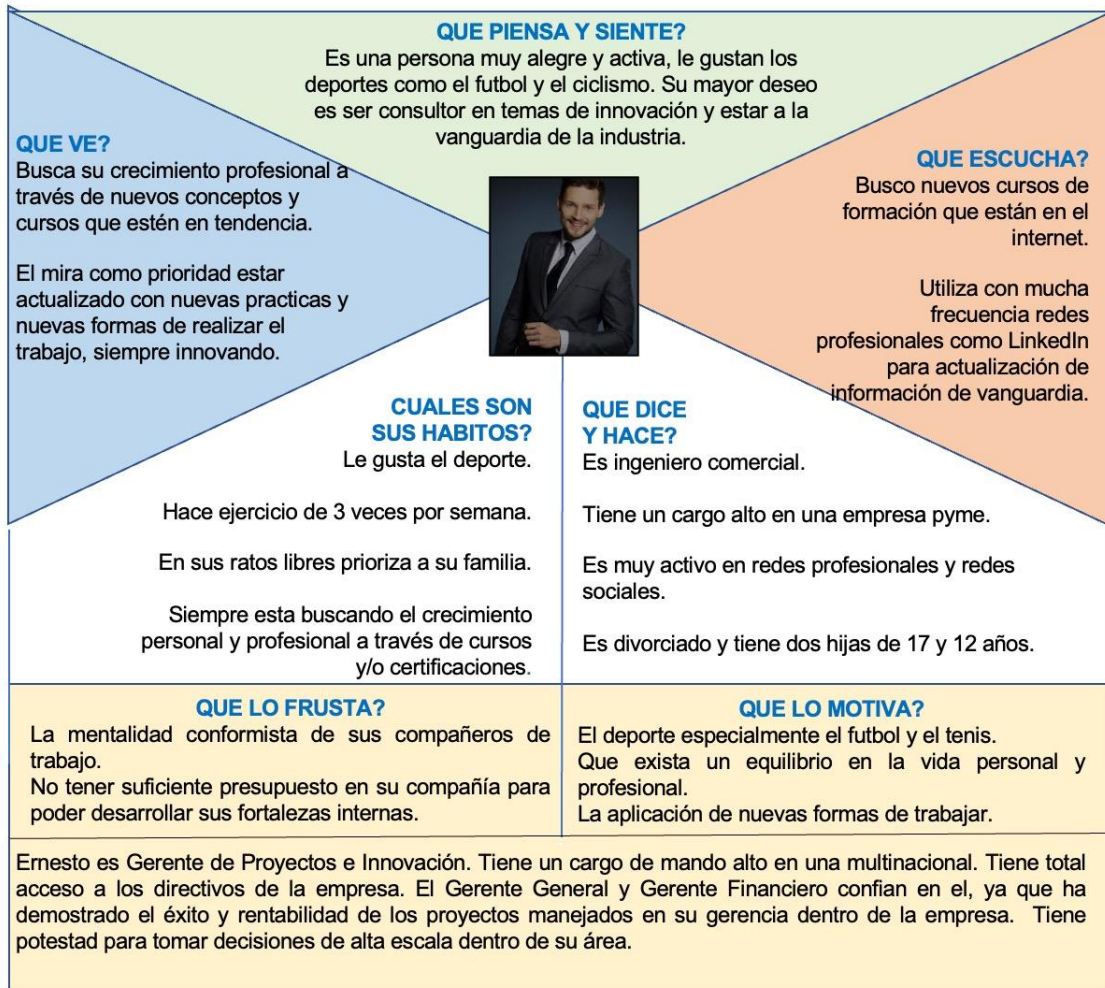 QUE PIENSA Y SIENTE?
Es una persona muy alegre y activa, le gustan los
deportes como el futbol y el ciclismo. Su mayor deseo
es ser consultor en temas de innovación y estar a la
vanguardia de la industria.
QUE VE?
Busca su crecimiento profesional a
través de nuevos conceptos y
cursos que estén en tendencia.
El mira como prioridad estar
actualizado con nuevas practicas y
nuevas formas de realizar el
trabajo, siempre innovando.
QUE ESCUCHA?
Busco nuevos cursos de
formación que están en el
internet.
Utiliza con mucha
frecuencia redes
profesionales como LinkedIn
para actualización de
información de vanguardia.
CUALES SON
SUS HABITOS?
Le gusta el deporte.
Hace ejercicio de 3 veces por semana.
En sus ratos libres prioriza a su familia.
Siempre esta buscando el crecimiento
personal y profesional a través de cursos
y/o certificaciones.
QUE DICE
Y HACE?
Es ingeniero comercial.
Tiene un cargo alto en una empresa pyme.
Es muy activo en redes profesionales y redes
sociales.
Es divorciado y tiene dos hijas de 17 y 12 años.
QUE LO FRUSTA?
La mentalidad conformista de sus compañeros de
trabajo.
No tener suficiente presupuesto en su compañía para
poder desarrollar sus fortalezas internas.
QUE LO MOTIVA?
El deporte especialmente el futbol y el tenis.
Que exista un equilibrio en la vida personal y
profesional.
La aplicación de nuevas formas de trabajar.
Ernesto es Gerente de Proyectos e Innovación. Tiene un cargo de mando alto en una multinacional. Tiene total
acceso a los directivos de la empresa. El Gerente General y Gerente Financiero confian en el, ya que ha
demostrado el éxito y rentabilidad de los proyectos manejados en su gerencia dentro de la empresa. Tiene
potestad para tomar decisiones de alta escala dentro de su área.